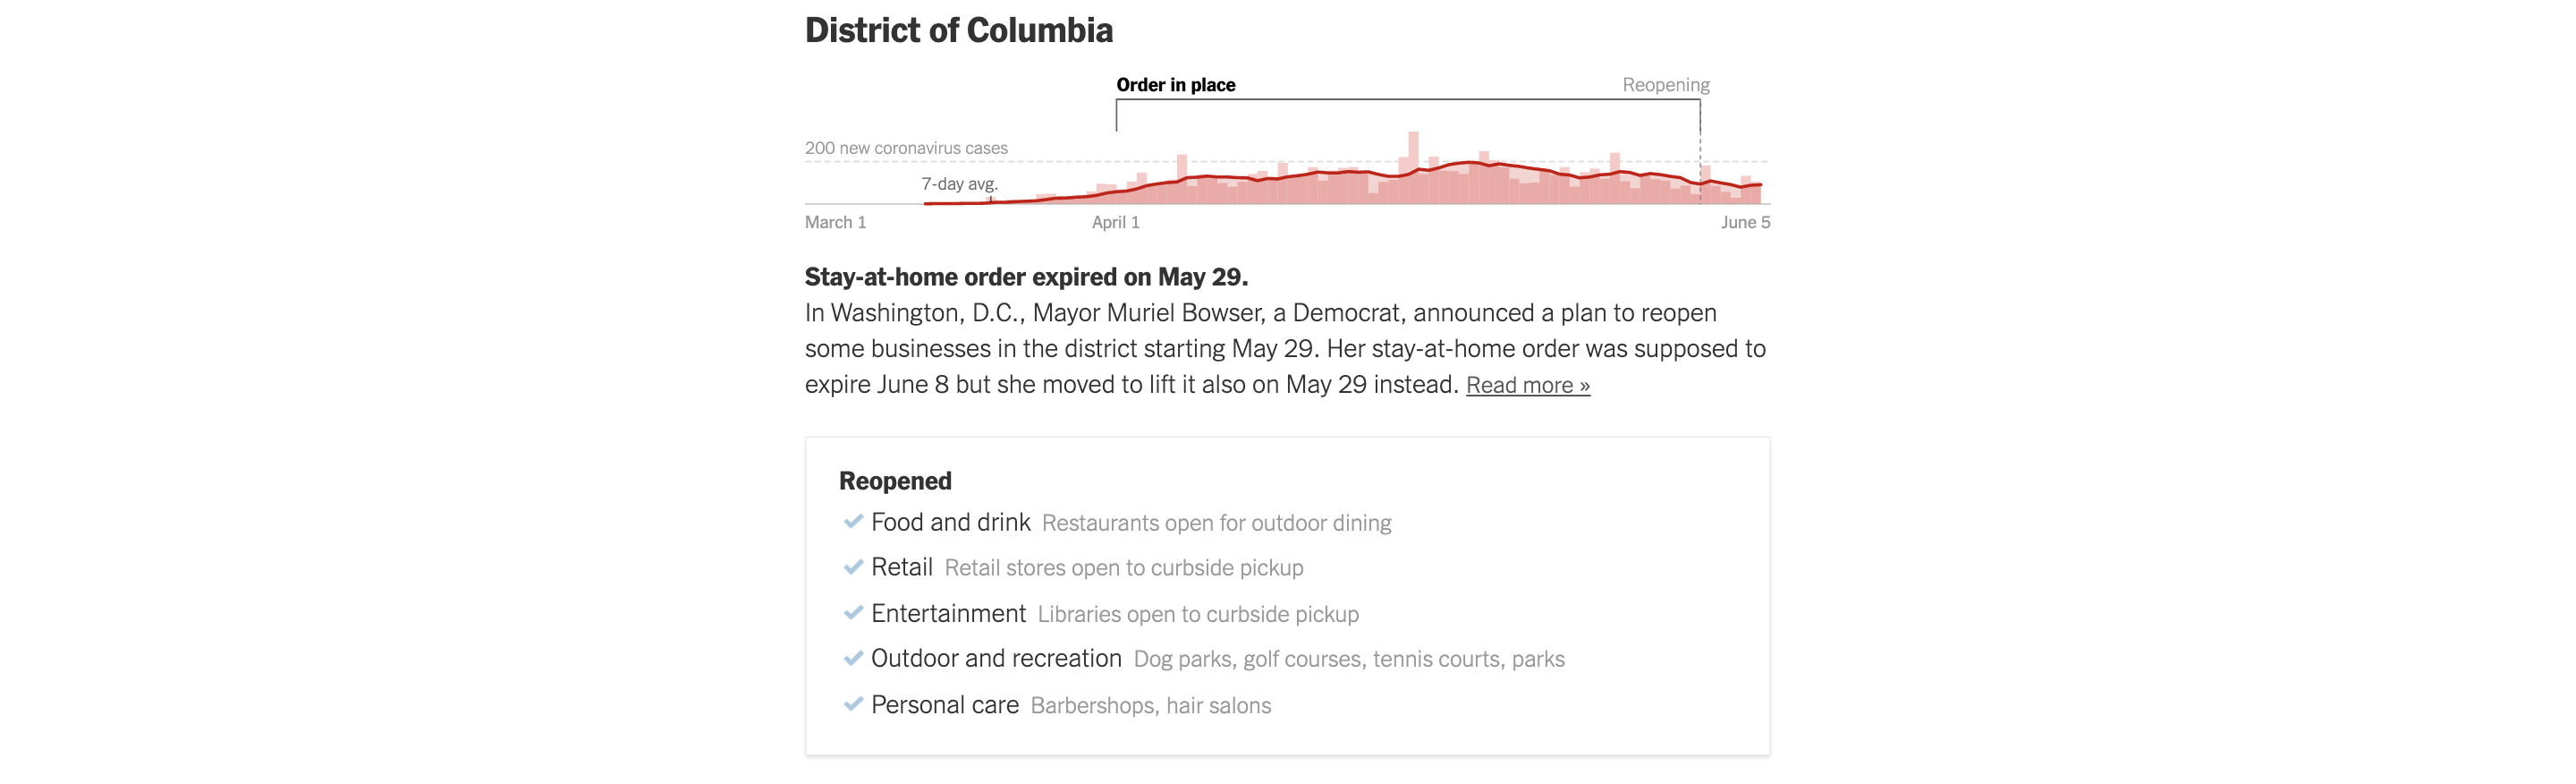 District of Columbia
Order in place
Reopening
200 new coronavirus cases
7-day avg.
March 1
April 1
June 5
Stay-at-home order expired on May 29.
In Washington, D.C., Mayor Muriel Bowser, a Democrat, announced a plan to reopen
some businesses in the district starting May 29. Her stay-at-home order was supposed to
expire June 8 but she moved to lift it also on May 29 instead. Read more »
Reopened
Food and drink Restaurants open for outdoor dining
Retail Retail stores open to curbside pickup
Entertainment Libraries open to curbside pickup
Outdoor and recreation Dog parks, golf courses, tennis courts, parks
Personal care Barbershops, hair salons